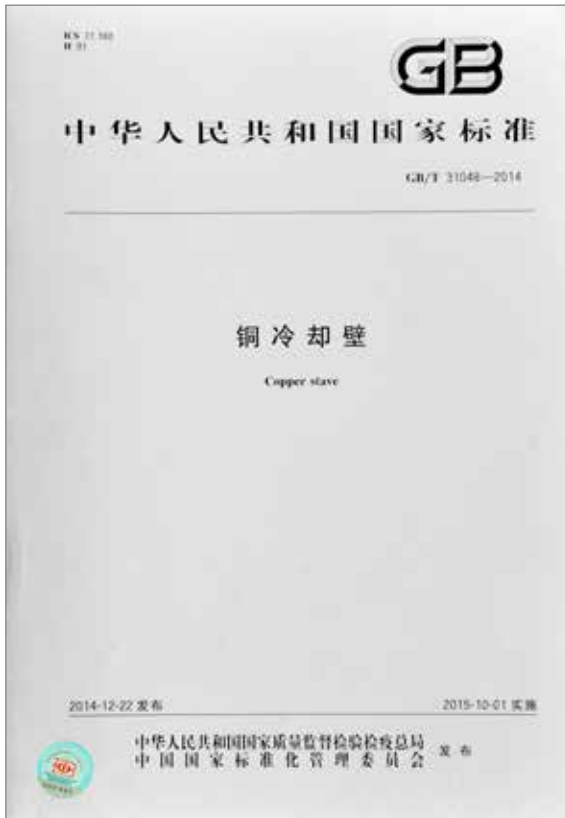 GB
中华人民共和国国家标准
GB/T 31048—2014
铜冷却壁
Copper stave
2014-12-22 发布
2015-10-01 实施
中华人民共和国国家质量监督检验检疫总局
中国国家标准化管理委员会
发布